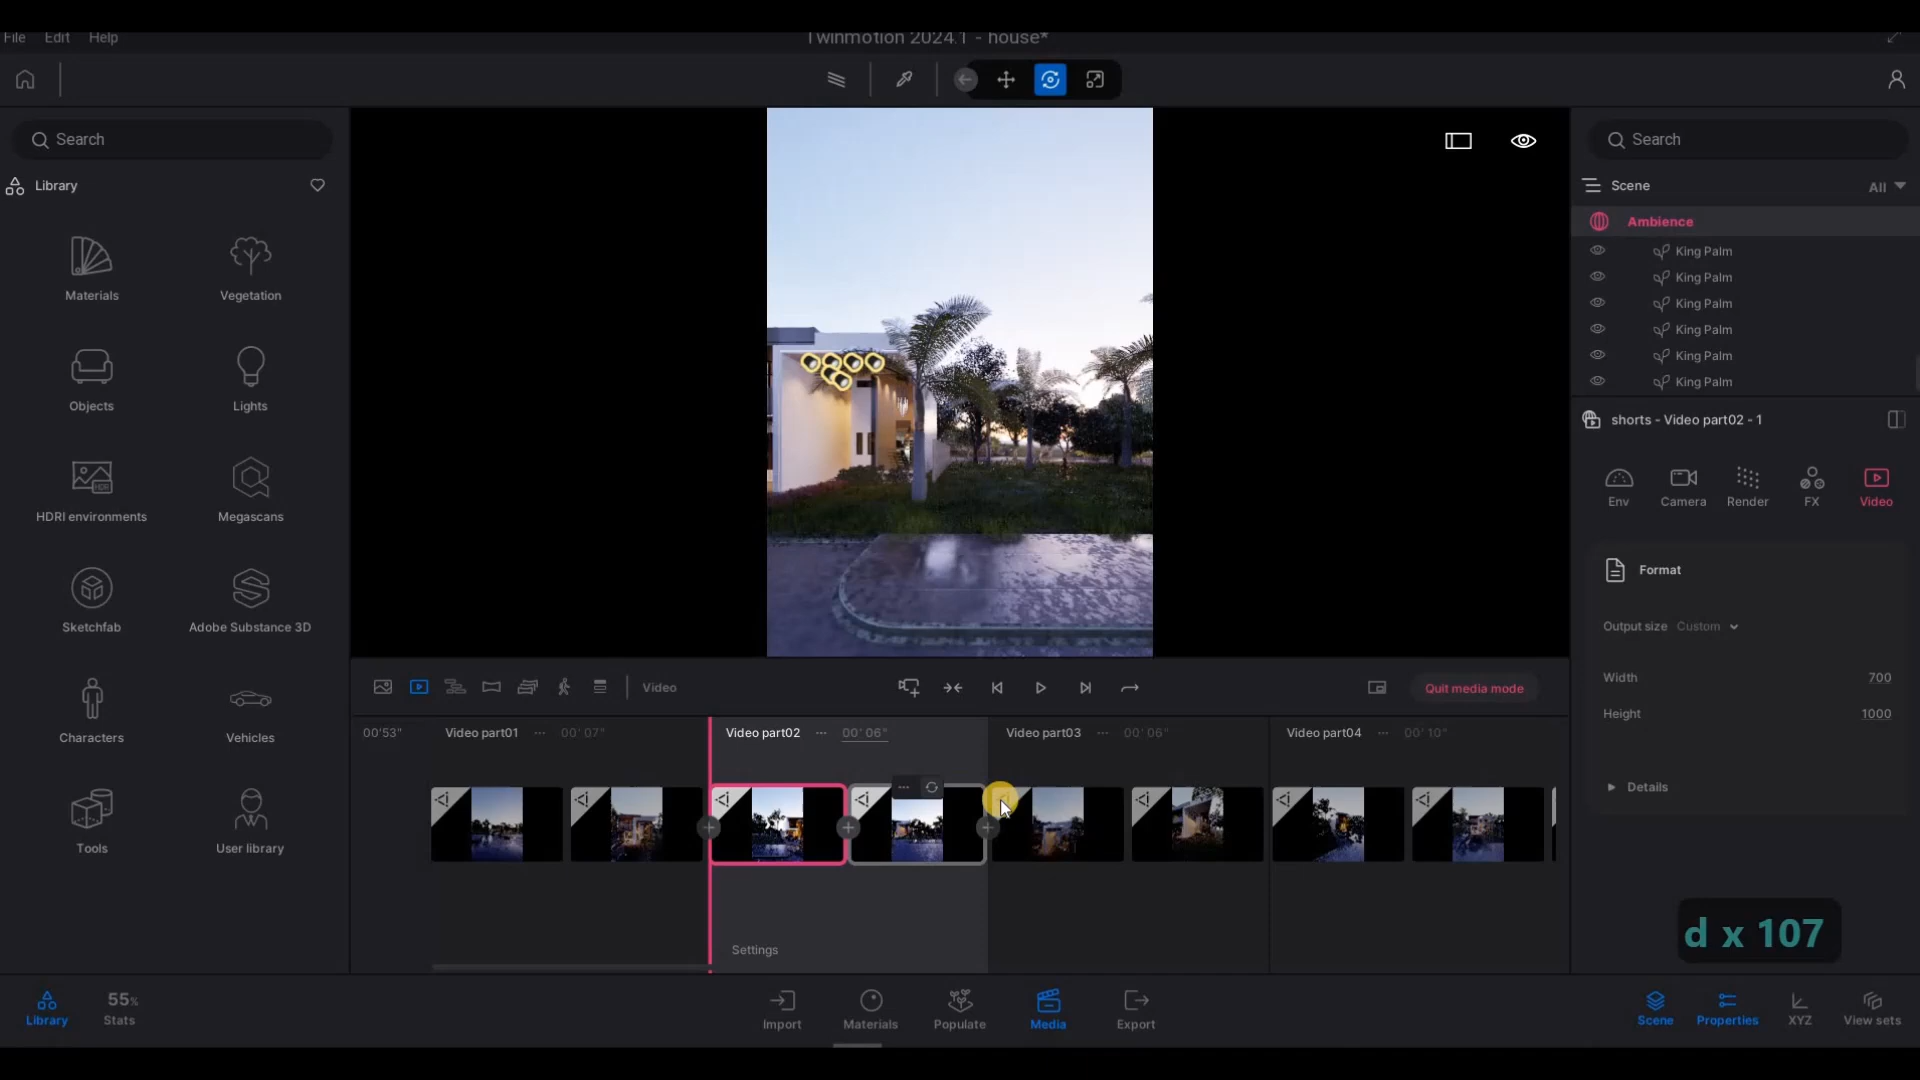 File Edit Help
Twinmotion 2024.1 - house*
Search
Search
Library
Scene
All
Ambience
King Palm
King Palm
King Palm
King Palm
King Palm
King Palm
Materials
Vegetation
Objects
Lights
HDRI environments
Megascans
Sketchfab
Adobe Substance 3D
Characters
Vehicles
Tools
User library
shorts - Video part02 - 1
Env
Camera
Render
FX
Video
Format
Output size Custom
Width 700
Height 1000
Details
Video
Quit media mode
00'53"
Video part01 ... 00' 07"
Video part02 ... 00' 06"
Video part03 ... 00' 06"
Video part04 ... 00' 10"
Settings
d x 107
Library
55%
Stats
Import
Materials
Populate
Media
Export
Scene
Properties
XYZ
View sets